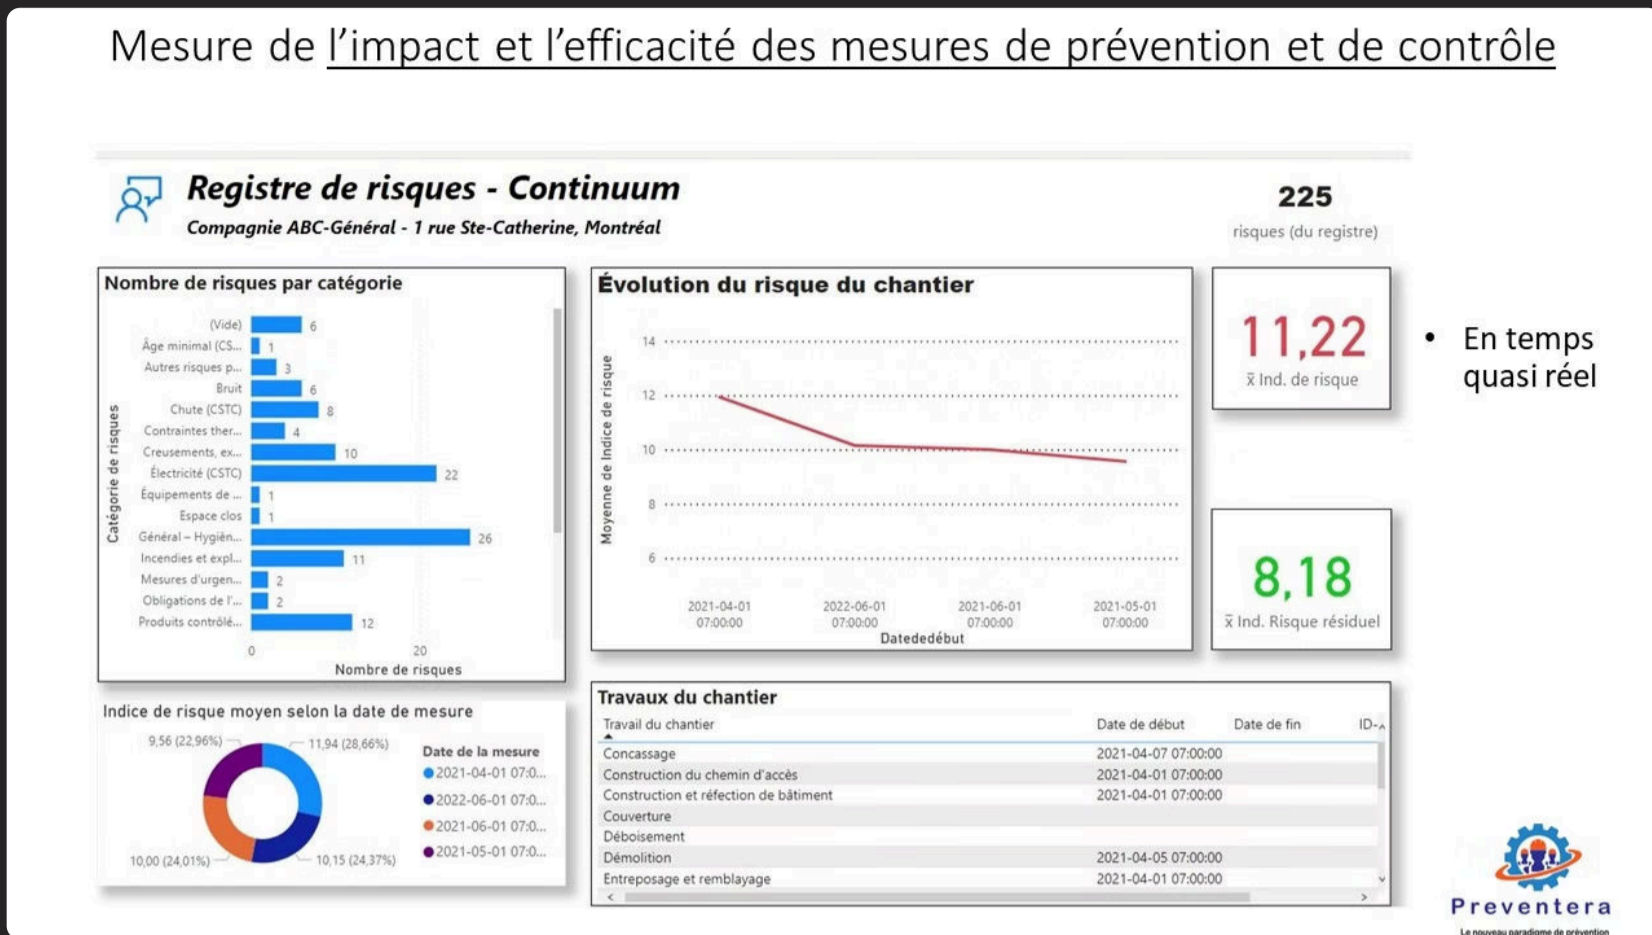 Mesure de l’impact et l’efficacité des mesures de prévention et de contrôle
Registre de risques - Continuum
Compagnie ABC-Général - 1 rue Ste-Catherine, Montréal
225
risques (du registre)
Nombre de risques par catégorie
Catégorie de risques
(Vide) 6
Âge minimal (CS... 1
Autres risques p... 3
Bruit 6
Chute (CSTC) 8
Contraintes ther... 4
Creusements, ex... 10
Électricité (CSTC) 22
Équipements de ... 1
Espace clos 1
Général – Hygièn... 26
Incendies et expl... 11
Mesures d'urgen... 2
Obligations de l'... 2
Produits contrôlé... 12
0 20
Nombre de risques
Évolution du risque du chantier
Moyenne de Indice de risque
14
12
10
8
6
2021-04-01 2022-06-01 2021-06-01 2021-05-01
07:00:00 07:00:00 07:00:00 07:00:00
Datededébut
11,22
x̄ Ind. de risque
8,18
x̄ Ind. Risque résiduel
• En temps
quasi réel
Indice de risque moyen selon la date de mesure
9,56 (22,96%) 11,94 (28,66%)
10,00 (24,01%) 10,15 (24,37%)
Date de la mesure
2021-04-01 07:0...
2022-06-01 07:0...
2021-06-01 07:0...
2021-05-01 07:0...
Travaux du chantier
Travail du chantier Date de début Date de fin ID-
Concassage 2021-04-07 07:00:00
Construction du chemin d'accès 2021-04-01 07:00:00
Construction et réfection de bâtiment 2021-04-01 07:00:00
Couverture
Déboisement
Démolition 2021-04-05 07:00:00
Entreposage et remblayage 2021-04-01 07:00:00
Preventera
Le nouveau paradigme de prévention